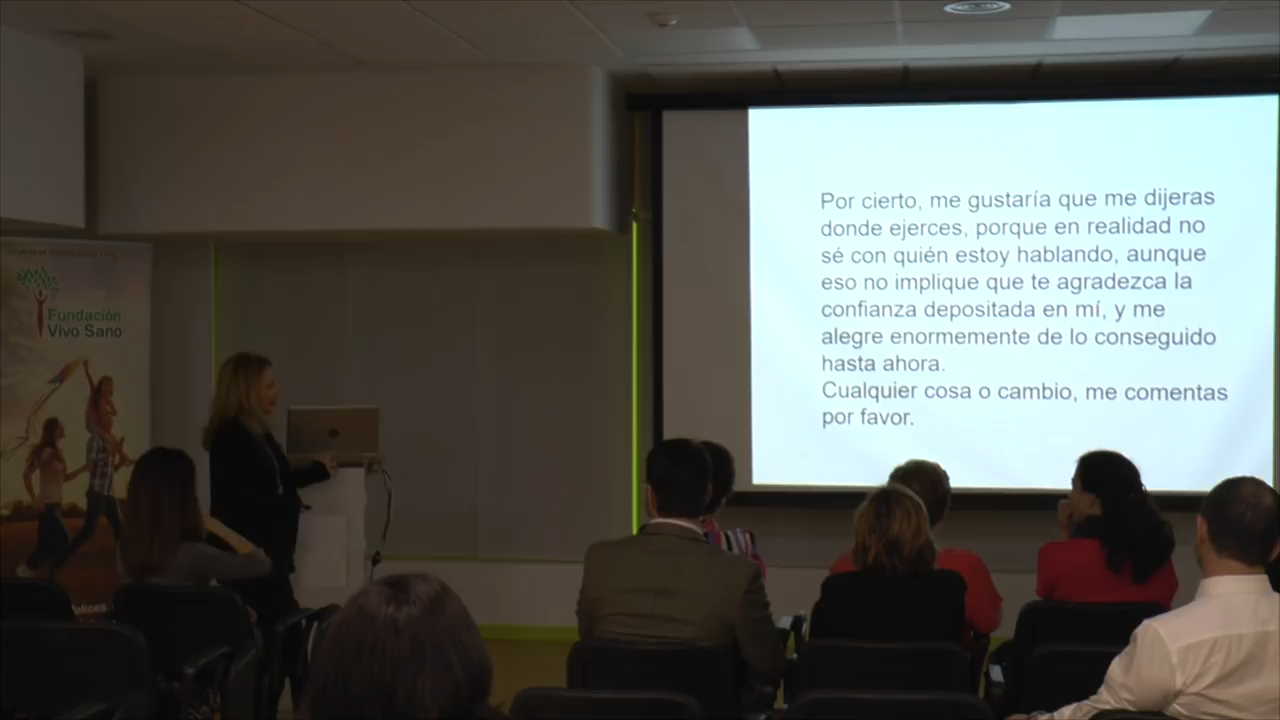 Fundación
Vivo Sano
felices
Por cierto, me gustaría que me dijeras
donde ejerces, porque en realidad no
sé con quién estoy hablando, aunque
eso no implique que te agradezca la
confianza depositada en mí, y me
alegre enormemente de lo conseguido
hasta ahora.
Cualquier cosa o cambio, me comentas
por favor.